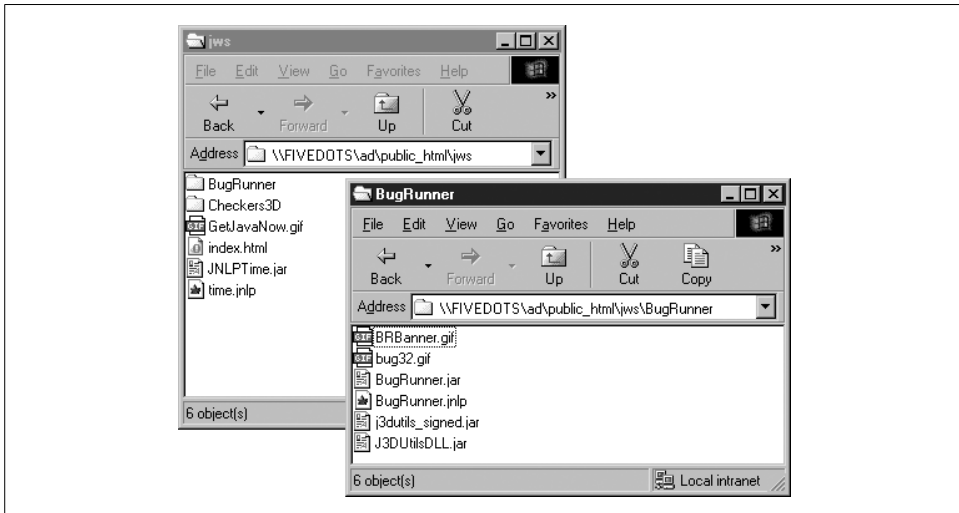 jws
File Edit View Go Favorites Help
Back Forward Up Cut »
Address \\FIVEDOTS\ad\public_html\jws
BugRunner
Checkers3D
GetJavaNow.gif
index.html
JNLPTime.jar
time.jnlp
6 object(s)
BugRunner
File Edit View Go Favorites Help
Back Forward Up Cut Copy »
Address \\FIVEDOTS\ad\public_html\jws\BugRunner
BRBanner.gif
bug32.gif
BugRunner.jar
BugRunner.jnlp
j3dutils_signed.jar
J3DUtilsDLL.jar
6 object(s) Local intranet